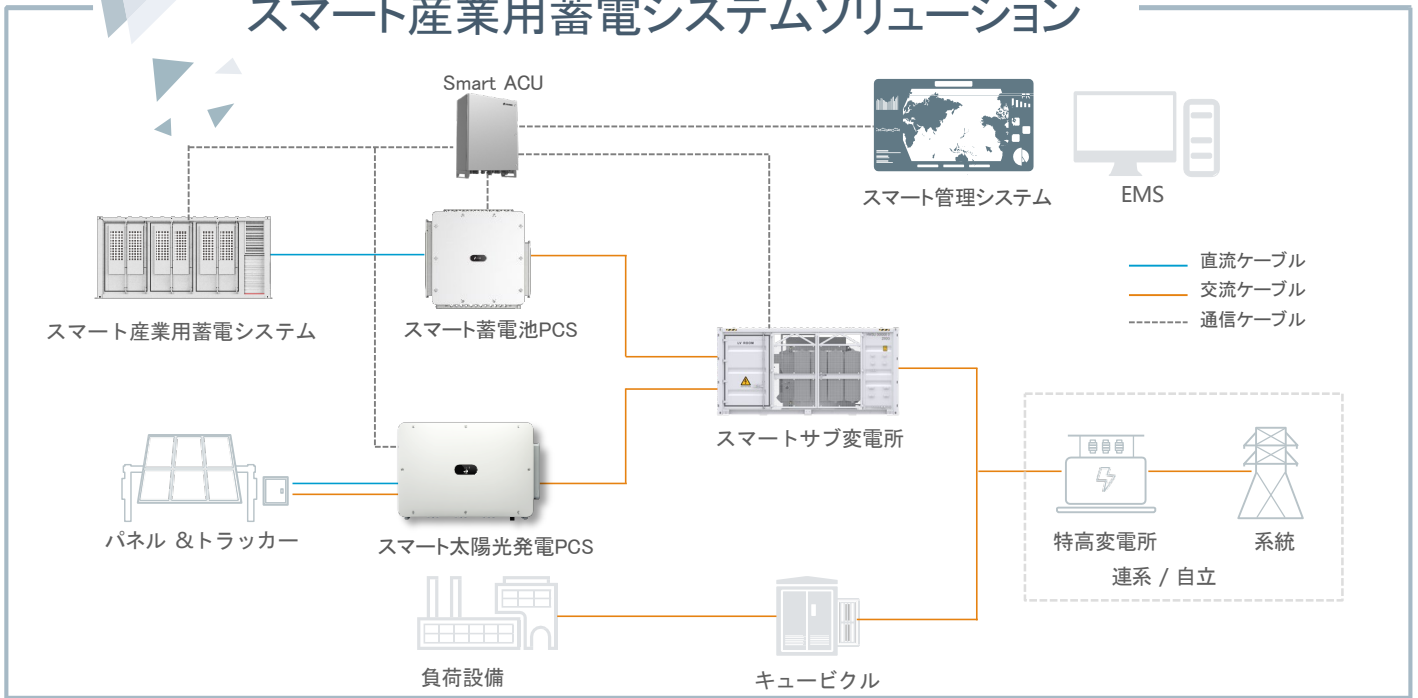 スマート産業用蓄電システムソリューション
Smart ACU
スマート管理システム
EMS
直流ケーブル
交流ケーブル
通信ケーブル
スマート産業用蓄電システム
スマート蓄電池PCS
スマートサブ変電所
パネル &トラッカー
スマート太陽光発電PCS
特高変電所
系統
連系 / 自立
負荷設備
キュービクル